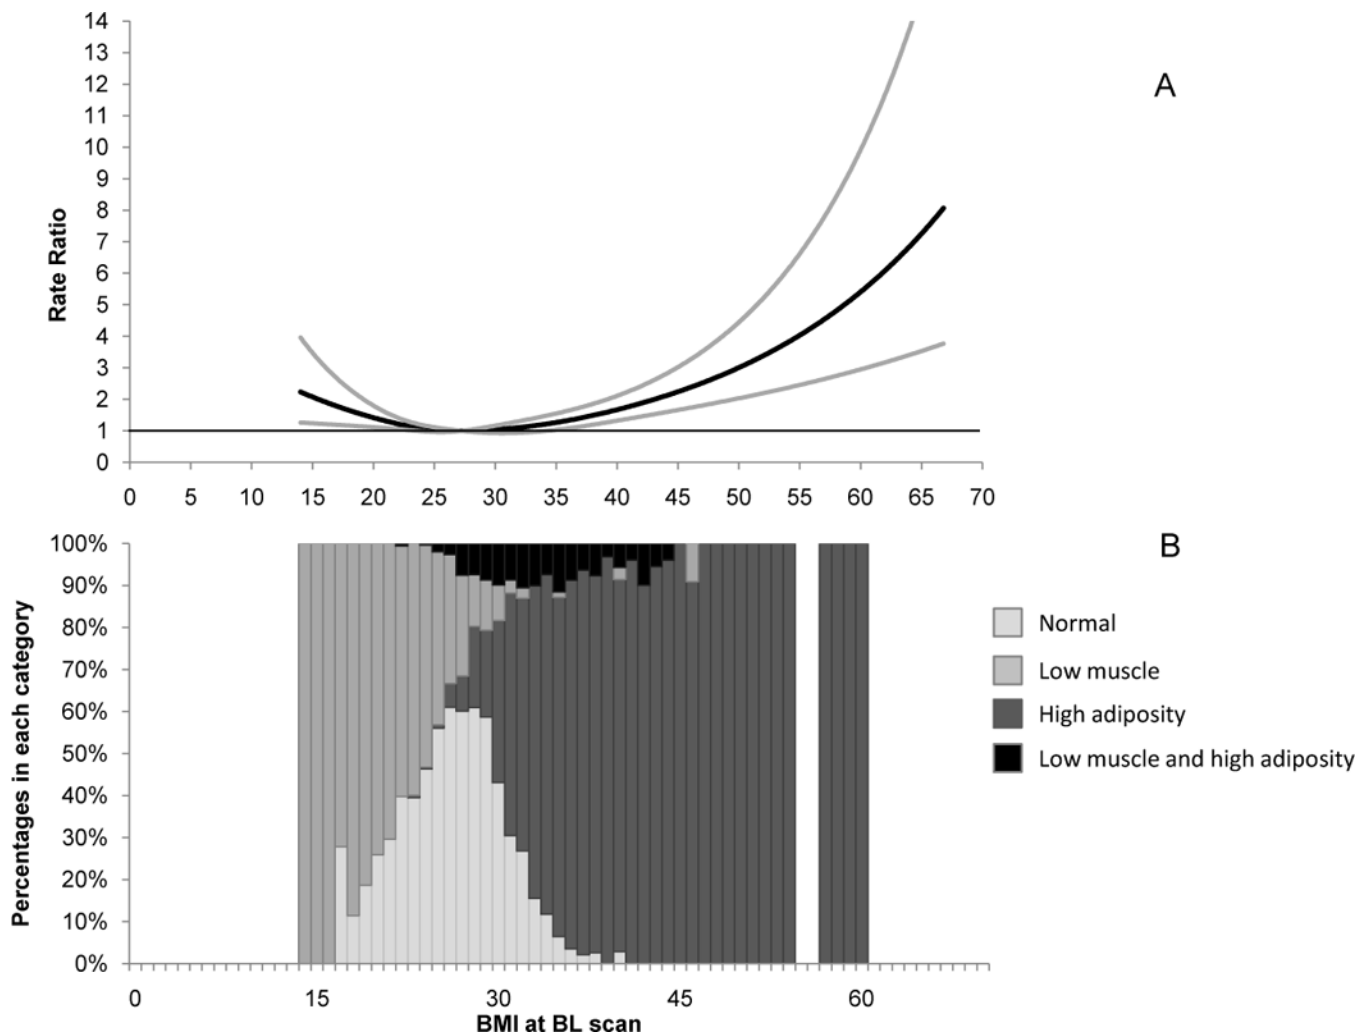 14
13
12
11
10
9
8
7
6
5
4
3
2
1
0
Rate Ratio
A
0 5 10 15 20 25 30 35 40 45 50 55 60 65 70
100%
90%
80%
70%
60%
50%
40%
30%
20%
10%
0%
Percentages in each category
B
Normal
Low muscle
High adiposity
Low muscle and high adiposity
0 15 30 45 60
BMI at BL scan